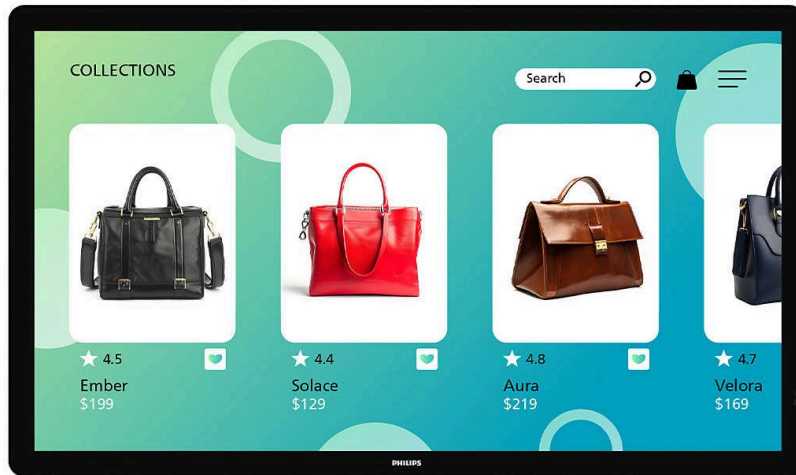 COLLECTIONS
Search
4.5
Ember
$199
4.4
Solace
$129
4.8
Aura
$219
4.7
Velora
$169
PHILIPS